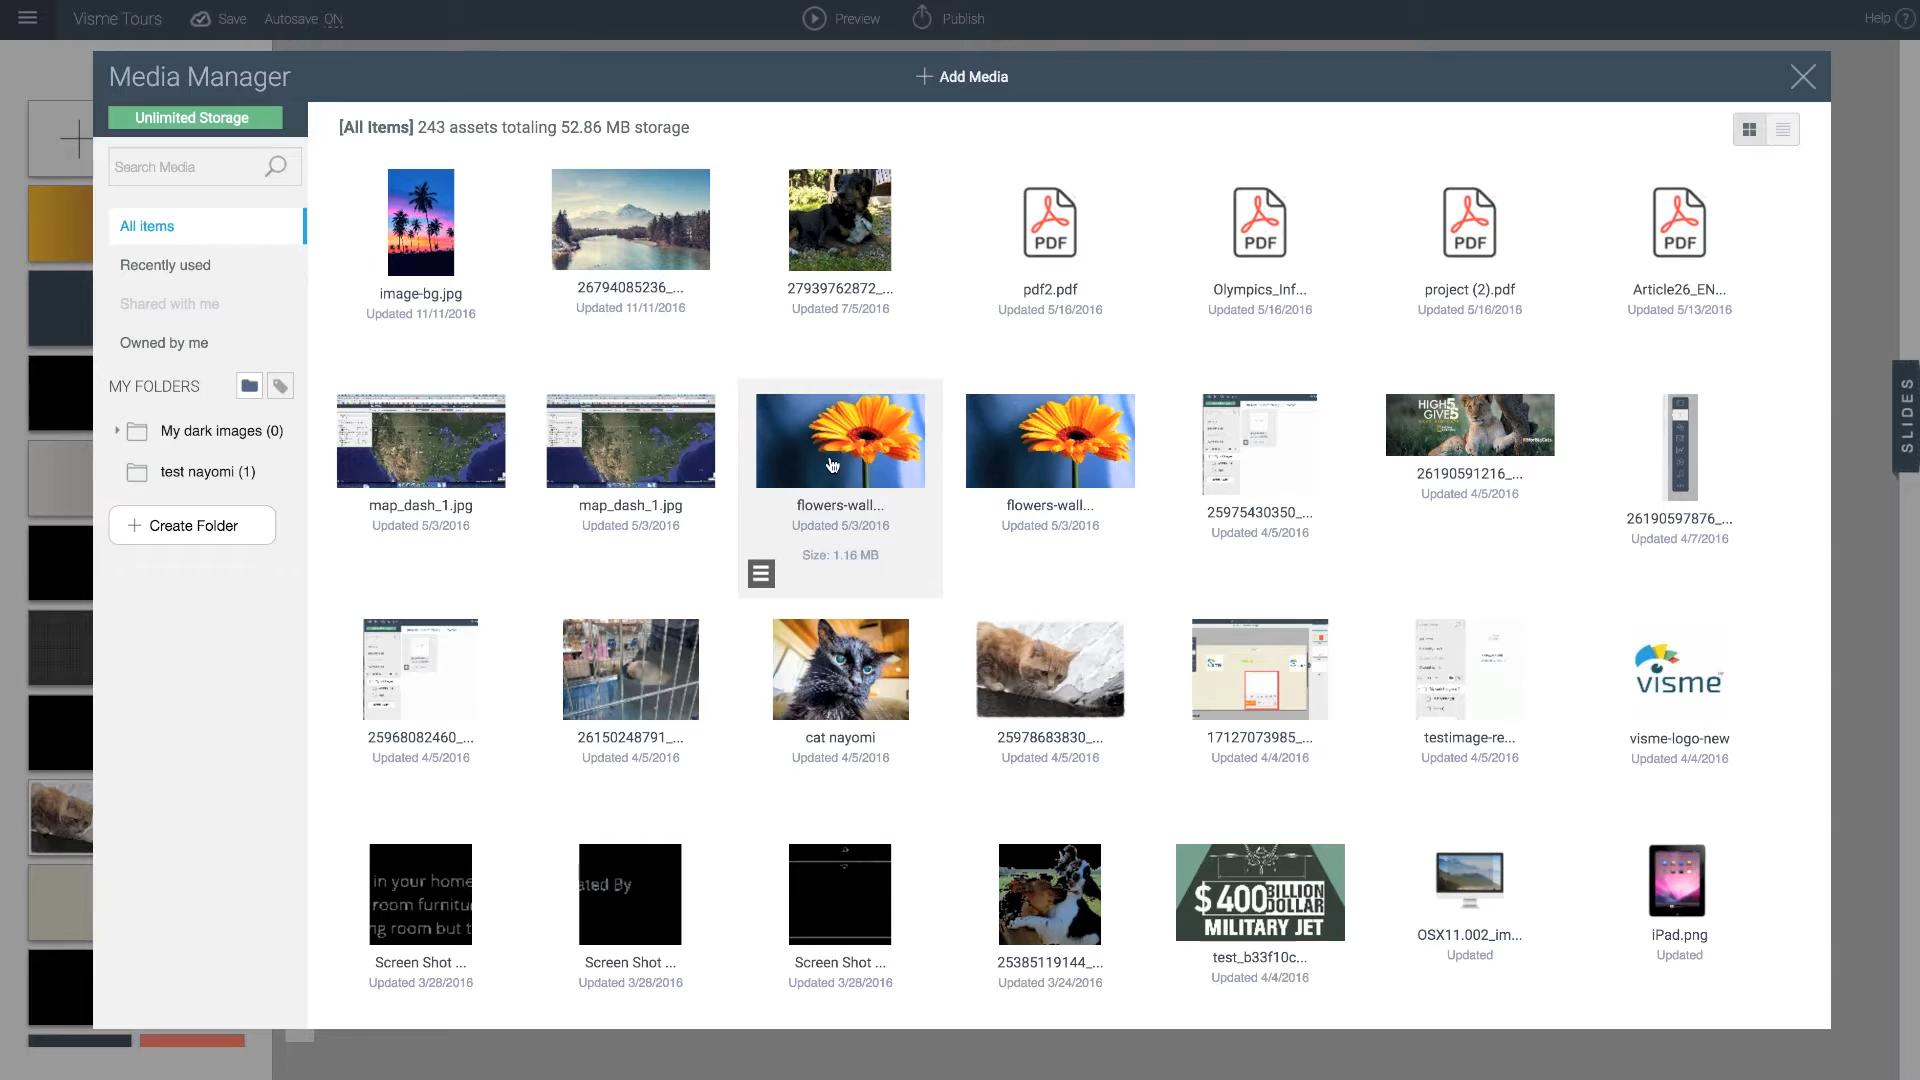 Visme Tours
Save
Autosave ON
Preview
Publish
Help ?
Media Manager
Add Media
Unlimited Storage
[All Items] 243 assets totaling 52.86 MB storage
Search Media
All items
Recently used
Shared with me
Owned by me
MY FOLDERS
My dark images (0)
test nayomi (1)
Create Folder
SLIDES
PDF
PDF
PDF
PDF
image-bg.jpg
26794085236_...
27939762872_...
pdf2.pdf
Olympics_Inf...
project (2).pdf
Article26_EN...
Updated 11/11/2016
Updated 11/11/2016
Updated 7/5/2016
Updated 5/16/2016
Updated 5/16/2016
Updated 5/16/2016
Updated 5/13/2016
HIGH 5
GIVE 5
map_dash_1.jpg
map_dash_1.jpg
flowers-wall...
flowers-wall...
25975430350_...
26190591216_...
26190597876_...
Updated 5/3/2016
Updated 5/3/2016
Updated 5/3/2016
Updated 5/3/2016
Updated 4/5/2016
Updated 4/5/2016
Updated 4/7/2016
Size: 1.16 MB
visme
25968082460_...
26150248791_...
cat nayomi
25978683830_...
17127073985_...
testimage-re...
visme-logo-new
Updated 4/5/2016
Updated 4/5/2016
Updated 4/5/2016
Updated 4/5/2016
Updated 4/4/2016
Updated 4/5/2016
Updated 4/4/2016
in your home
room furnitu
ng room but t
ated By
$400 BILLION
DOLLAR
MILITARY JET
Screen Shot ...
Screen Shot ...
Screen Shot ...
25385119144_...
test_b33f10c...
OSX11.002_im...
iPad.png
Updated 3/28/2016
Updated 3/28/2016
Updated 3/28/2016
Updated 3/24/2016
Updated 4/4/2016
Updated
Updated